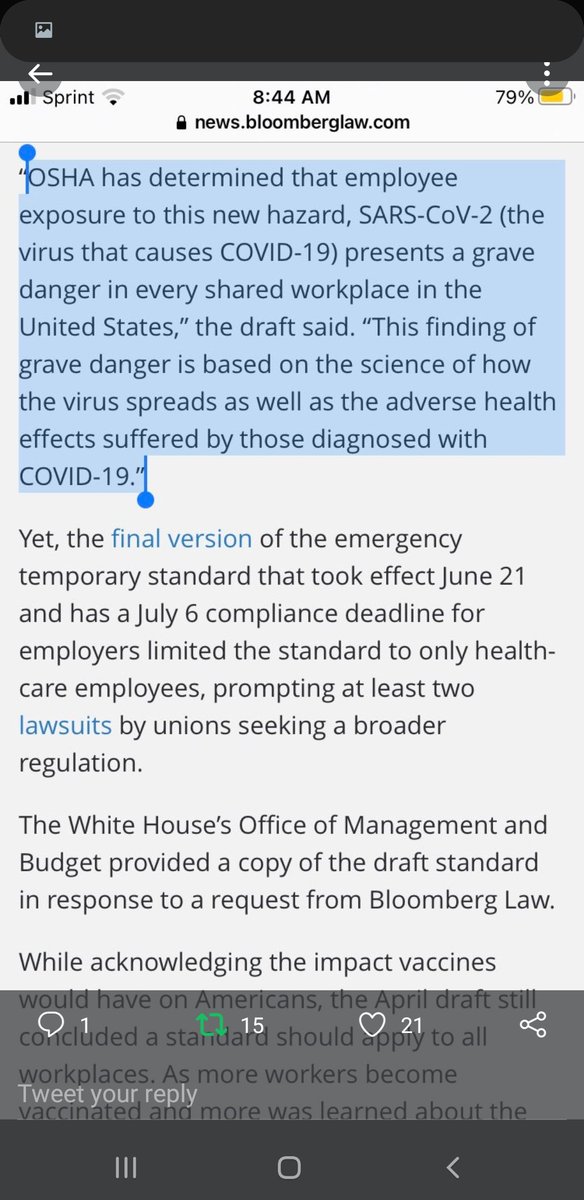 Sprint 8:44 AM 79%
news.bloomberglaw.com
“OSHA has determined that employee
exposure to this new hazard, SARS-CoV-2 (the
virus that causes COVID-19) presents a grave
danger in every shared workplace in the
United States,” the draft said. “This finding of
grave danger is based on the science of how
the virus spreads as well as the adverse health
effects suffered by those diagnosed with
COVID-19.”
Yet, the final version of the emergency
temporary standard that took effect June 21
and has a July 6 compliance deadline for
employers limited the standard to only health-
care employees, prompting at least two
lawsuits by unions seeking a broader
regulation.
The White House’s Office of Management and
Budget provided a copy of the draft standard
in response to a request from Bloomberg Law.
While acknowledging the impact vaccines
would have on Americans, the April draft still
1 15 21
concluded a standard should apply to all
workplaces. As more workers become
Tweet your reply
vaccinated and more was learned about the